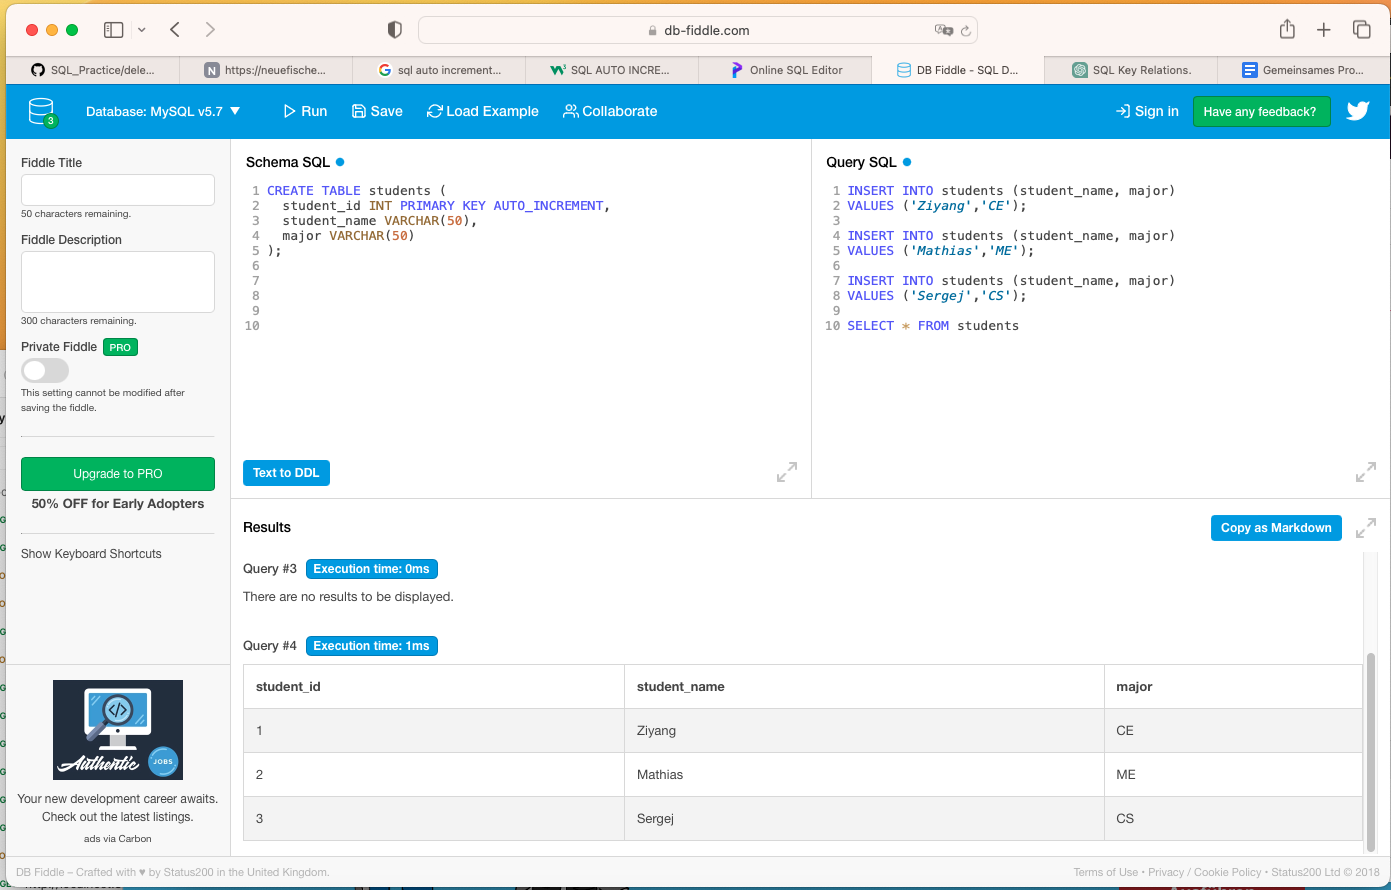 db-fiddle.com
SQL_Practice/dele...
https://neuefische...
sql auto increment...
SQL AUTO INCRE...
Online SQL Editor
DB Fiddle - SQL D...
SQL Key Relations.
Gemeinsames Pro...
3
Database: MySQL v5.7
Run
Save
Load Example
Collaborate
Sign in
Have any feedback?
Fiddle Title
50 characters remaining.
Fiddle Description
300 characters remaining.
Private Fiddle PRO
This setting cannot be modified after
saving the fiddle.
Upgrade to PRO
50% OFF for Early Adopters
Show Keyboard Shortcuts
</> Authentic JOBS
Your new development career awaits.
Check out the latest listings.
ads via Carbon
Schema SQL
1 CREATE TABLE students (
2 student_id INT PRIMARY KEY AUTO_INCREMENT,
3 student_name VARCHAR(50),
4 major VARCHAR(50)
5 );
6
7
8
9
10
Text to DDL
Query SQL
1 INSERT INTO students (student_name, major)
2 VALUES ('Ziyang','CE');
3
4 INSERT INTO students (student_name, major)
5 VALUES ('Mathias','ME');
6
7 INSERT INTO students (student_name, major)
8 VALUES ('Sergej','CS');
9
10 SELECT * FROM students
Results
Copy as Markdown
Query #3 Execution time: 0ms
There are no results to be displayed.
Query #4 Execution time: 1ms
student_id student_name major
1 Ziyang CE
2 Mathias ME
3 Sergej CS
DB Fiddle – Crafted with ♥ by Status200 in the United Kingdom.
Terms of Use • Privacy / Cookie Policy • Status200 Ltd © 2018